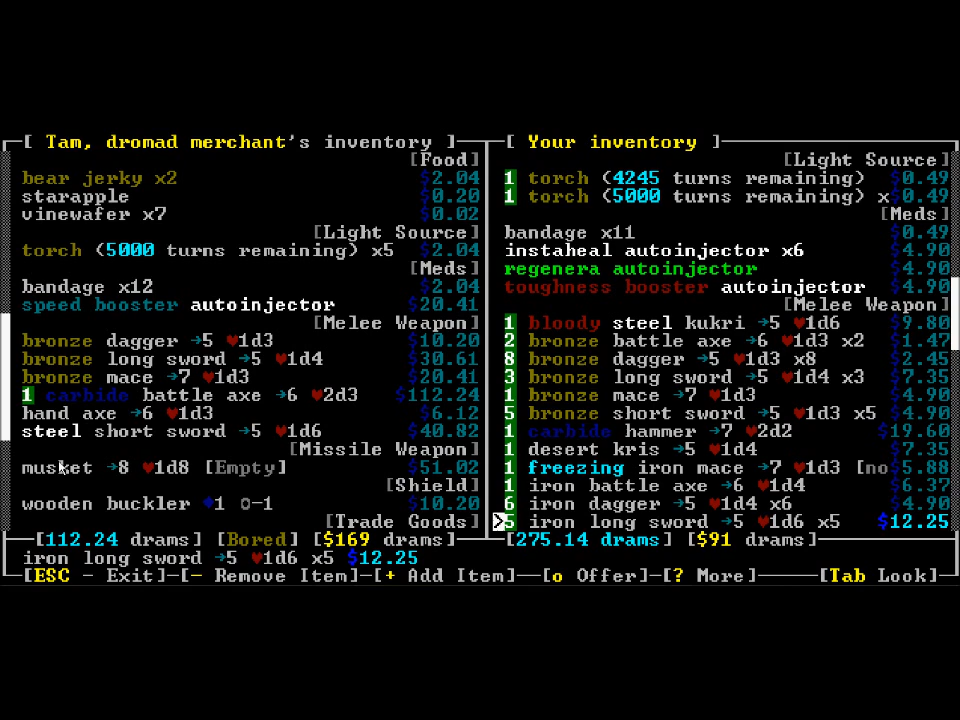 [ Tam, dromad merchant's inventory ]
[Food]
bear jerky x2 $2.04
starapple $0.20
vinewafer x7 $0.02
[Light Source]
torch (5000 turns remaining) x5 $2.04
[Meds]
bandage x12 $2.04
speed booster autoinjector $20.41
[Melee Weapon]
bronze dagger →5 ♥1d3 $10.20
bronze long sword →5 ♥1d4 $30.61
bronze mace →7 ♥1d3 $20.41
1 carbide battle axe →6 ♥2d3 $112.24
hand axe →6 ♥1d3 $6.12
steel short sword →5 ♥1d6 $40.82
[Missile Weapon]
musket →8 ♥1d8 [Empty] $51.02
[Shield]
wooden buckler ♦1 O-1 $10.20
[Trade Goods]
[112.24 drams] [Bored] [$169 drams]
[ Your inventory ]
[Light Source]
1 torch (4245 turns remaining) $0.49
1 torch (5000 turns remaining) x $0.49
[Meds]
bandage x11 $0.49
instaheal autoinjector x6 $4.90
regenera autoinjector $4.90
toughness booster autoinjector $4.90
[Melee Weapon]
1 bloody steel kukri →5 ♥1d6 $9.80
2 bronze battle axe →6 ♥1d3 x2 $1.47
8 bronze dagger →5 ♥1d3 x8 $2.45
3 bronze long sword →5 ♥1d4 x3 $7.35
1 bronze mace →7 ♥1d3 $4.90
5 bronze short sword →5 ♥1d3 x5 $4.90
1 carbide hammer →7 ♥2d2 $19.60
1 desert kris →5 ♥1d4 $7.35
1 freezing iron mace →7 ♥1d3 [no $5.88
1 iron battle axe →6 ♥1d4 $6.37
6 iron dagger →5 ♥1d4 x6 $4.90
>5 iron long sword →5 ♥1d6 x5 $12.25
[275.14 drams] [$91 drams]
iron long sword →5 ♥1d6 x5 $12.25
[ESC - Exit] [- Remove Item] [+ Add Item] [o Offer] [? More] [Tab Look]